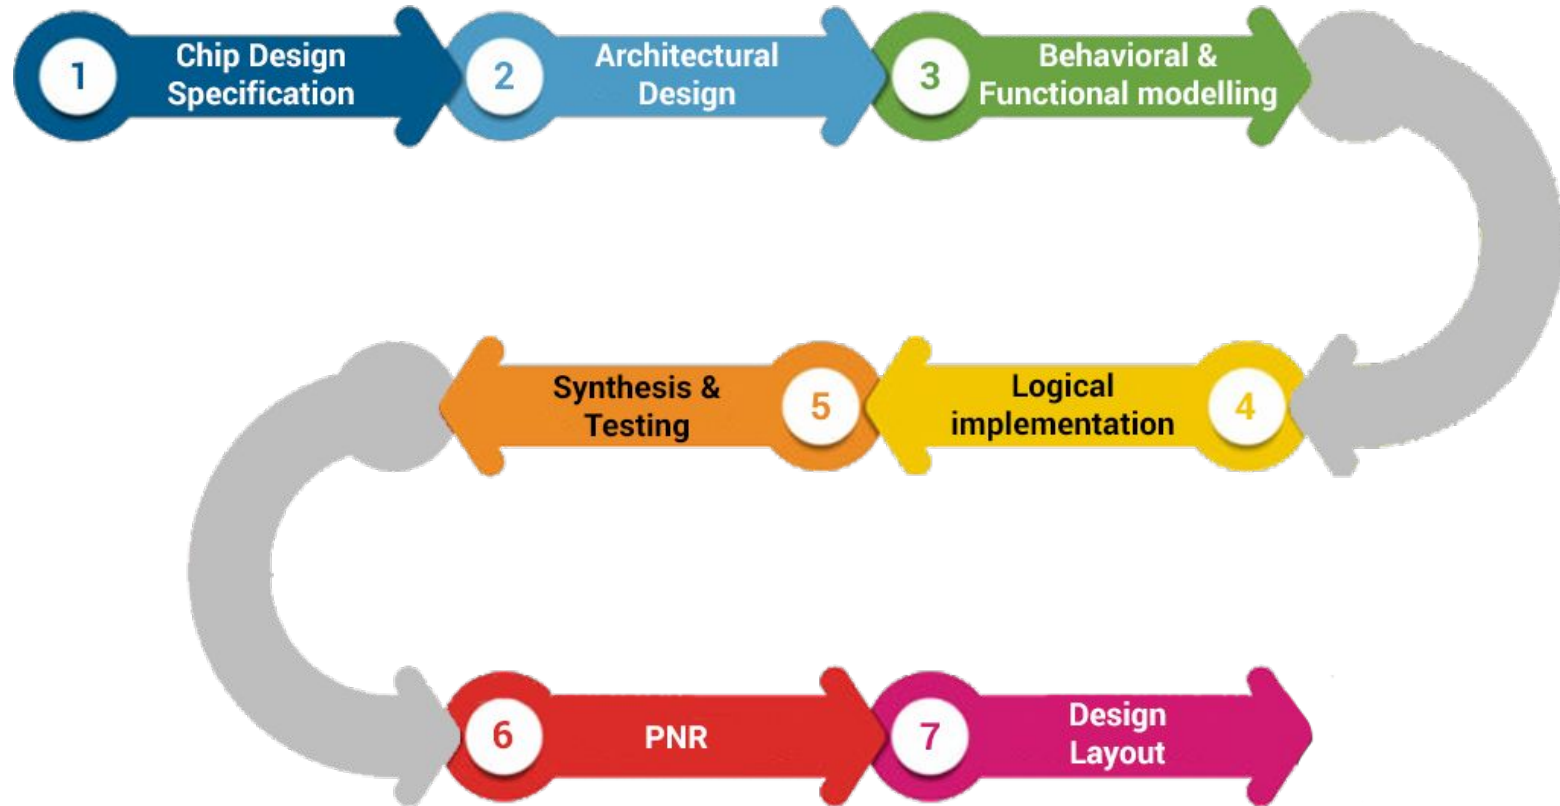 1
Chip Design
Specification
2
Architectural
Design
3
Behavioral &
Functional modelling
4
Logical
implementation
5
Synthesis &
Testing
6
PNR
7
Design
Layout